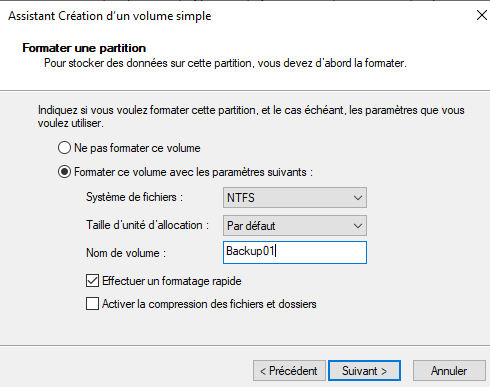 Assistant Création d'un volume simple
Formater une partition
Pour stocker des données sur cette partition, vous devez d'abord la formater.
Indiquez si vous voulez formater cette partition, et le cas échéant, les paramètres que vous
voulez utiliser.
Ne pas formater ce volume
Formater ce volume avec les paramètres suivants :
Système de fichiers : NTFS
Taille d'unité d'allocation : Par défaut
Nom de volume : Backup01
Effectuer un formatage rapide
Activer la compression des fichiers et dossiers
< Précédent Suivant > Annuler